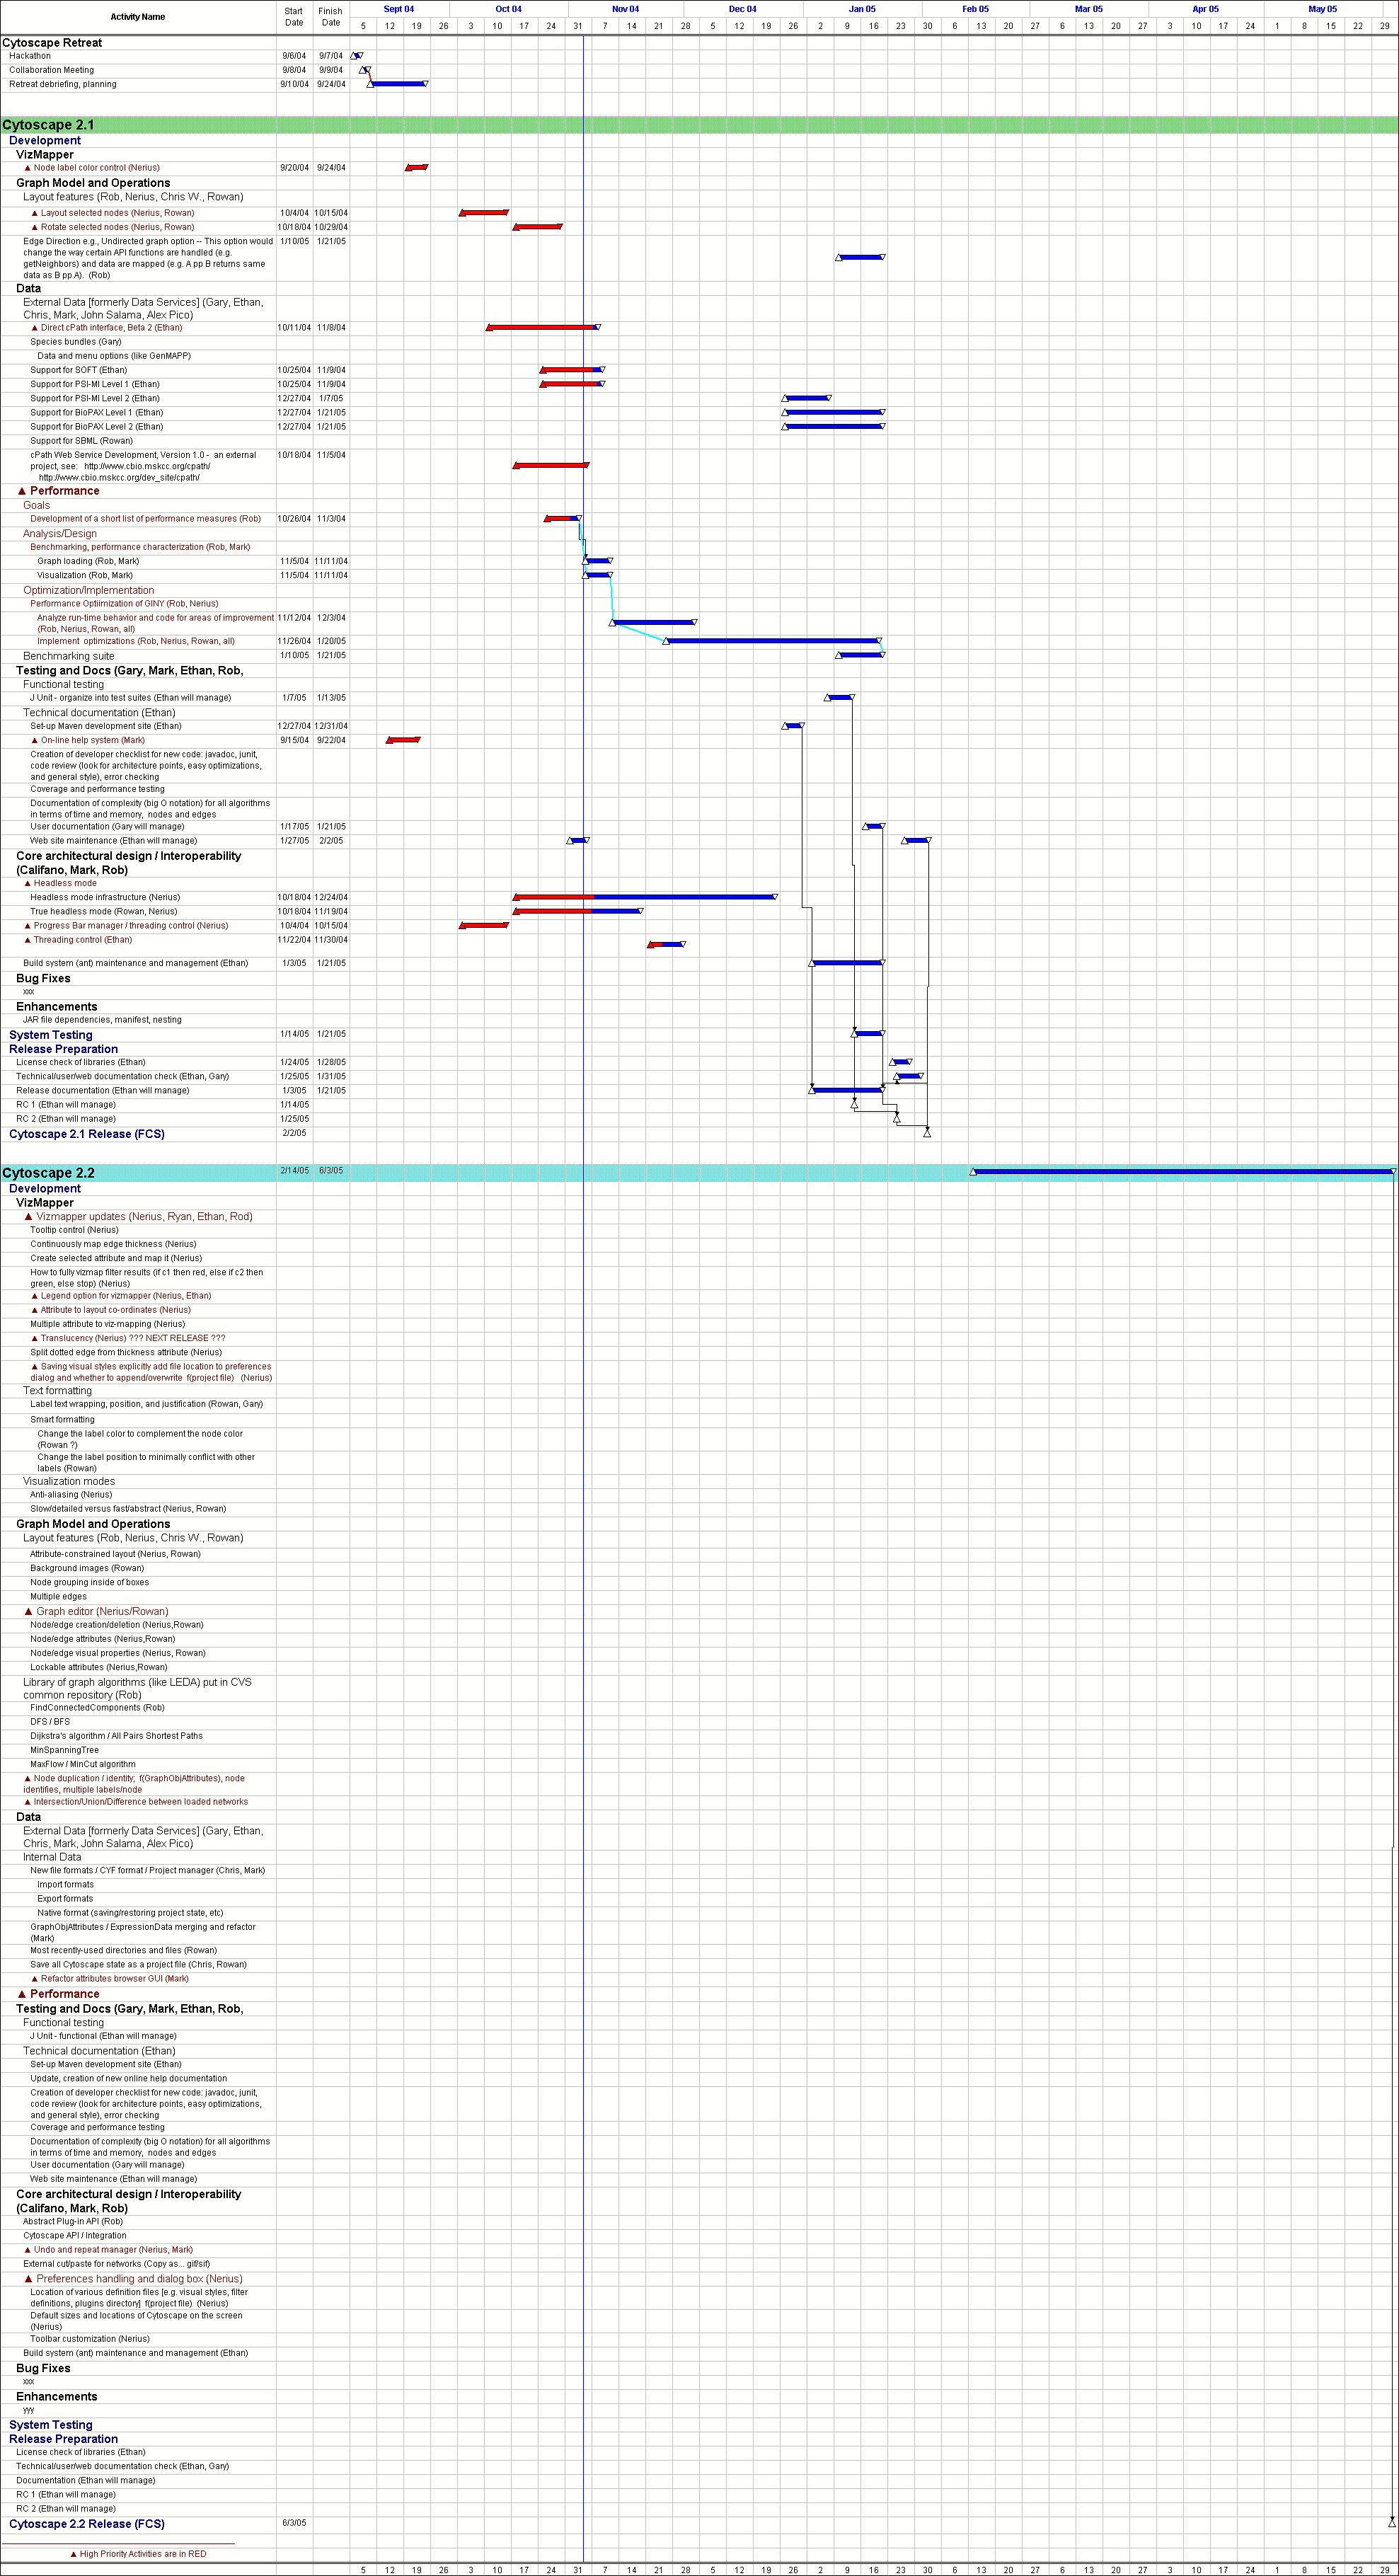 Activity Name Start Date Finish Date Sept 04 Oct 04 Nov 04 Dec 04 Jan 05 Feb 05 Mar 05 Apr 05 May 05
5 12 19 26 3 10 17 24 31 7 14 21 28 5 12 19 26 2 9 16 23 30 6 13 20 27 6 13 20 27 3 10 17 24 1 8 15 22 29
Cytoscape Retreat
Hackathon 9/6/04 9/7/04
Collaboration Meeting 9/8/04 9/9/04
Retreat debriefing, planning 9/10/04 9/24/04
Cytoscape 2.1
Development
VizMapper
▲ Node label color control (Nerius) 9/20/04 9/24/04
Graph Model and Operations
Layout features (Rob, Nerius, Chris W., Rowan)
▲ Layout selected nodes (Nerius, Rowan) 10/4/04 10/15/04
▲ Rotate selected nodes (Nerius, Rowan) 10/18/04 10/29/04
Edge Direction e.g., Undirected graph option -- This option would 1/10/05 1/21/05
change the way certain API functions are handled (e.g.
getNeighbors) and data are mapped (e.g. A pp B returns same
data as B pp A). (Rob)
Data
External Data [formerly Data Services] (Gary, Ethan,
Chris, Mark, John Salama, Alex Pico)
▲ Direct cPath interface, Beta 2 (Ethan) 10/11/04 11/8/04
Species bundles (Gary)
Data and menu options (like GenMAPP)
Support for SOFT (Ethan) 10/25/04 11/9/04
Support for PSI-MI Level 1 (Ethan) 10/25/04 11/9/04
Support for PSI-MI Level 2 (Ethan) 12/27/04 1/7/05
Support for BioPAX Level 1 (Ethan) 12/27/04 1/21/05
Support for BioPAX Level 2 (Ethan) 12/27/04 1/21/05
Support for SBML (Rowan)
cPath Web Service Development, Version 1.0 - an external 10/18/04 11/5/04
project, see: http://www.cbio.mskcc.org/cpath/
http://www.cbio.mskcc.org/dev_site/cpath/
▲ Performance
Goals
Development of a short list of performance measures (Rob) 10/26/04 11/3/04
Analysis/Design
Benchmarking, performance characterization (Rob, Mark)
Graph loading (Rob, Mark) 11/5/04 11/11/04
Visualization (Rob, Mark) 11/5/04 11/11/04
Optimization/Implementation
Performance Optiimization of GINY (Rob, Nerius)
Analyze run-time behavior and code for areas of improvement 11/12/04 12/3/04
(Rob, Nerius, Rowan, all)
Implement optimizations (Rob, Nerius, Rowan, all) 11/26/04 1/20/05
Benchmarking suite 1/10/05 1/21/05
Testing and Docs (Gary, Mark, Ethan, Rob,
Functional testing
J Unit - organize into test suites (Ethan will manage) 1/7/05 1/13/05
Technical documentation (Ethan)
Set-up Maven development site (Ethan) 12/27/04 12/31/04
▲ On-line help system (Mark) 9/15/04 9/22/04
Creation of developer checklist for new code: javadoc, junit,
code review (look for architecture points, easy optimizations,
and general style), error checking
Coverage and performance testing
Documentation of complexity (big O notation) for all algorithms
in terms of time and memory, nodes and edges
User documentation (Gary will manage) 1/17/05 1/21/05
Web site maintenance (Ethan will manage) 1/27/05 2/2/05
Core architectural design / Interoperability
(Califano, Mark, Rob)
▲ Headless mode
Headless mode infrastructure (Nerius) 10/18/04 12/24/04
True headless mode (Rowan, Nerius) 10/18/04 11/19/04
▲ Progress Bar manager / threading control (Nerius) 10/4/04 10/15/04
▲ Threading control (Ethan) 11/22/04 11/30/04
Build system (ant) maintenance and management (Ethan) 1/3/05 1/21/05
Bug Fixes
xxx
Enhancements
JAR file dependencies, manifest, nesting
System Testing 1/14/05 1/21/05
Release Preparation
License check of libraries (Ethan) 1/24/05 1/28/05
Technical/user/web documentation check (Ethan, Gary) 1/25/05 1/31/05
Release documentation (Ethan will manage) 1/3/05 1/21/05
RC 1 (Ethan will manage) 1/14/05
RC 2 (Ethan will manage) 1/25/05
Cytoscape 2.1 Release (FCS) 2/2/05
Cytoscape 2.2 2/14/05 6/3/05
Development
VizMapper
▲ Vizmapper updates (Nerius, Ryan, Ethan, Rod)
Tooltip control (Nerius)
Continuously map edge thickness (Nerius)
Create selected attribute and map it (Nerius)
How to fully vizmap filter results (if c1 then red, else if c2 then
green, else stop) (Nerius)
▲ Legend option for vizmapper (Nerius, Ethan)
▲ Attribute to layout co-ordinates (Nerius)
Multiple attribute to viz-mapping (Nerius)
▲ Translucency (Nerius) ??? NEXT RELEASE ???
Split dotted edge from thickness attribute (Nerius)
▲ Saving visual styles explicitly add file location to preferences
dialog and whether to append/overwrite f(project file) (Nerius)
Text formatting
Label text wrapping, position, and justification (Rowan, Gary)
Smart formatting
Change the label color to complement the node color
(Rowan ?)
Change the label position to minimally conflict with other
labels (Rowan)
Visualization modes
Anti-aliasing (Nerius)
Slow/detailed versus fast/abstract (Nerius, Rowan)
Graph Model and Operations
Layout features (Rob, Nerius, Chris W., Rowan)
Attribute-constrained layout (Nerius, Rowan)
Background images (Rowan)
Node grouping inside of boxes
Multiple edges
▲ Graph editor (Nerius/Rowan)
Node/edge creation/deletion (Nerius,Rowan)
Node/edge attributes (Nerius,Rowan)
Node/edge visual properties (Nerius, Rowan)
Lockable attributes (Nerius,Rowan)
Library of graph algorithms (like LEDA) put in CVS
common repository (Rob)
FindConnectedComponents (Rob)
DFS / BFS
Dijkstra's algorithm / All Pairs Shortest Paths
MinSpanningTree
MaxFlow / MinCut algorithm
▲ Node duplication / identity; f(GraphObjAttributes), node
identifies, multiple labels/node
▲ Intersection/Union/Difference between loaded networks
Data
External Data [formerly Data Services] (Gary, Ethan,
Chris, Mark, John Salama, Alex Pico)
Internal Data
New file formats / CYF format / Project manager (Chris, Mark)
Import formats
Export formats
Native format (saving/restoring project state, etc)
GraphObjAttributes / ExpressionData merging and refactor
(Mark)
Most recently-used directories and files (Rowan)
Save all Cytoscape state as a project file (Chris, Rowan)
▲ Refactor attributes browser GUI (Mark)
▲ Performance
Testing and Docs (Gary, Mark, Ethan, Rob,
Functional testing
J Unit - functional (Ethan will manage)
Technical documentation (Ethan)
Set-up Maven development site (Ethan)
Update, creation of new online help documentation
Creation of developer checklist for new code: javadoc, junit,
code review (look for architecture points, easy optimizations,
and general style), error checking
Coverage and performance testing
Documentation of complexity (big O notation) for all algorithms
in terms of time and memory, nodes and edges
User documentation (Gary will manage)
Web site maintenance (Ethan will manage)
Core architectural design / Interoperability
(Califano, Mark, Rob)
Abstract Plug-in API (Rob)
Cytoscape API / Integration
▲ Undo and repeat manager (Nerius, Mark)
External cut/paste for networks (Copy as... gif/sif)
▲ Preferences handling and dialog box (Nerius)
Location of various definition files [e.g. visual styles, filter
definitions, plugins directory] f(project file) (Nerius)
Default sizes and locations of Cytoscape on the screen
(Nerius)
Toolbar customization (Nerius)
Build system (ant) maintenance and management (Ethan)
Bug Fixes
xxx
Enhancements
yyy
System Testing
Release Preparation
License check of libraries (Ethan)
Technical/user/web documentation check (Ethan, Gary)
Documentation (Ethan will manage)
RC 1 (Ethan will manage)
RC 2 (Ethan will manage)
Cytoscape 2.2 Release (FCS) 6/3/05
▲ High Priority Activities are in RED
5 12 19 26 3 10 17 24 31 7 14 21 28 5 12 19 26 2 9 16 23 30 6 13 20 27 6 13 20 27 3 10 17 24 1 8 15 22 29